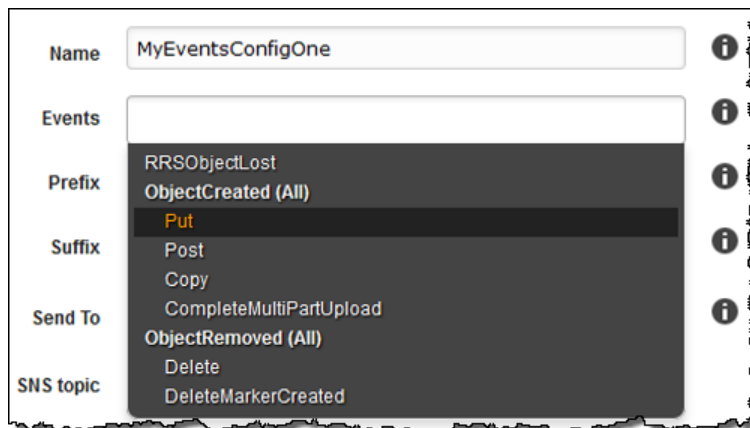 Name MyEventsConfigOne
Events
RRSObjectLost
Prefix
ObjectCreated (All)
Put
Suffix
Post
Copy
CompleteMultiPartUpload
Send To
ObjectRemoved (All)
Delete
SNS topic
DeleteMarkerCreated